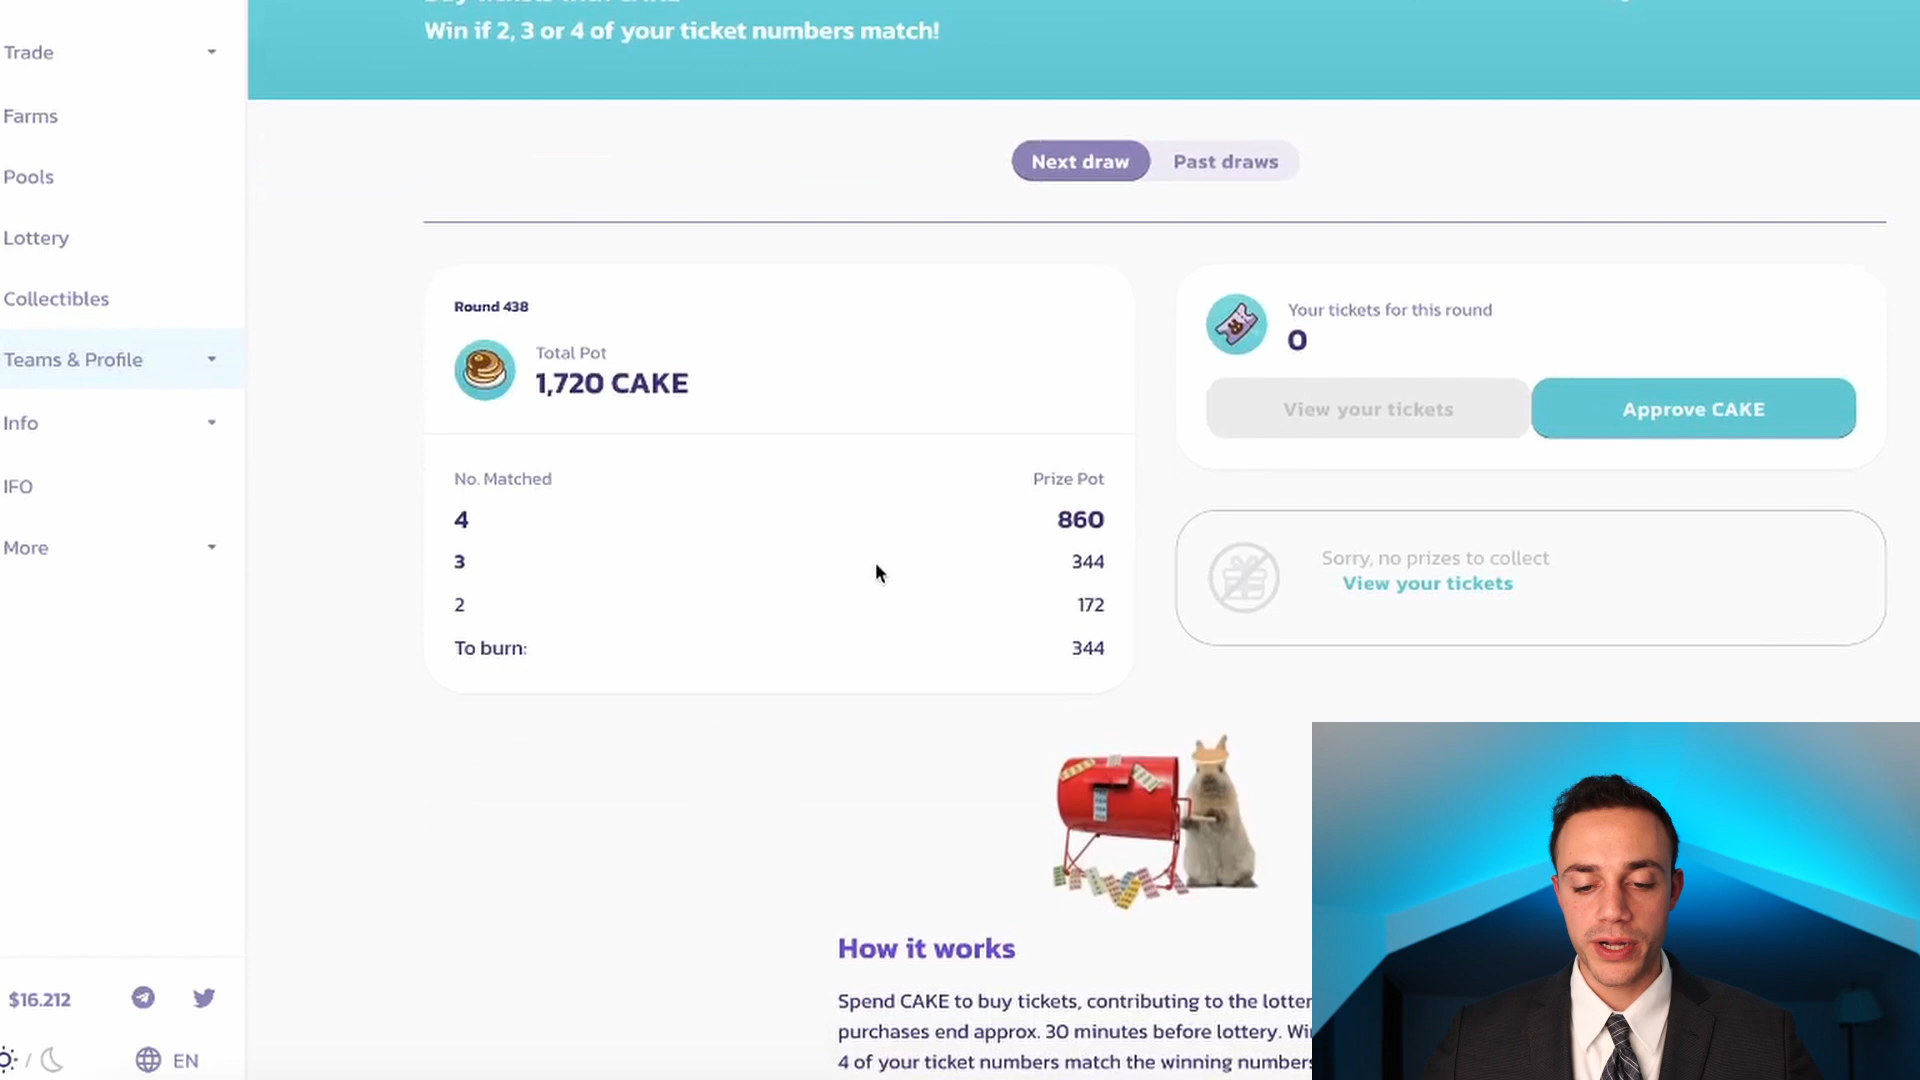 Win if 2, 3 or 4 of your ticket numbers match!
Trade
Farms
Pools
Lottery
Collectibles
Teams & Profile
Info
IFO
More
$16.212
EN
Next draw
Past draws
Round 438
Total Pot
1,720 CAKE
No. Matched
Prize Pot
4
860
3
344
2
172
To burn:
344
Your tickets for this round
0
View your tickets
Approve CAKE
Sorry, no prizes to collect
View your tickets
How it works
Spend CAKE to buy tickets, contributing to the
purchases end approx. 30 minutes before lottery.
4 of your ticket numbers match the winning numbers